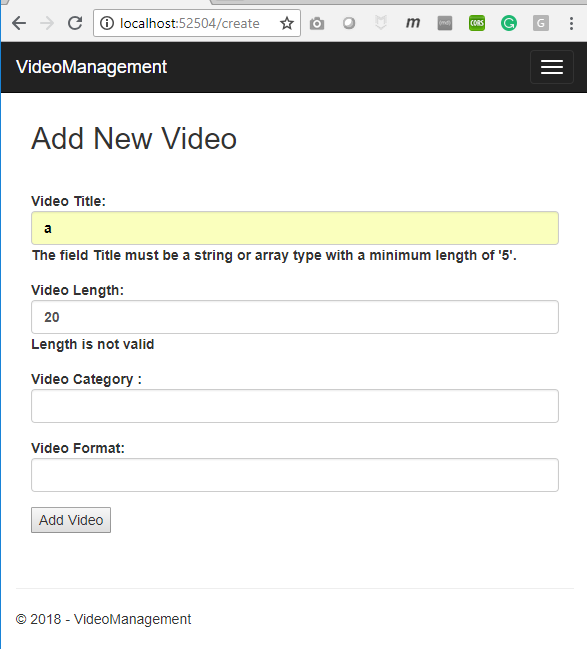 localhost:52504/create
m
CORS
G
G
VideoManagement
Add New Video
Video Title:
a
The field Title must be a string or array type with a minimum length of '5'.
Video Length:
20
Length is not valid
Video Category :
Video Format:
Add Video
© 2018 - VideoManagement